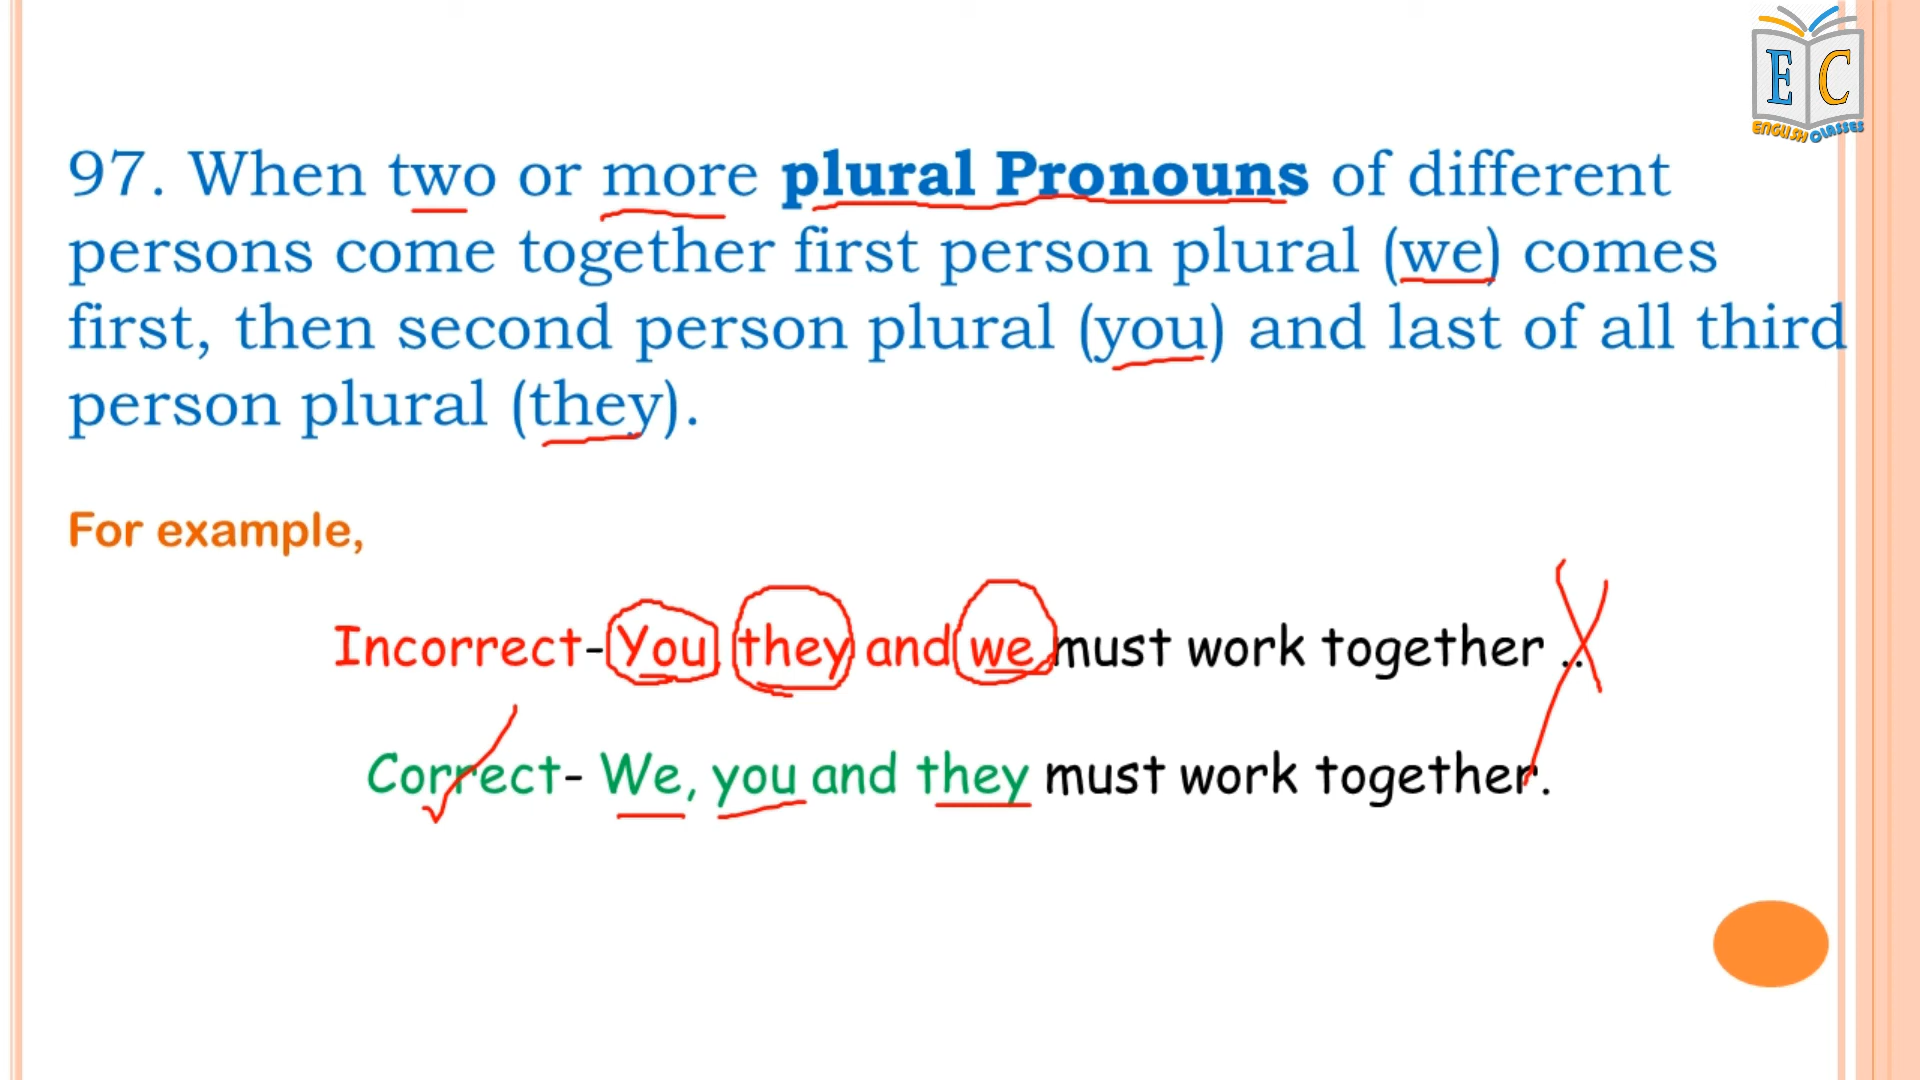 E C
ENGLISH CLASSES
97. When two or more plural Pronouns of different
persons come together first person plural (we) comes
first, then second person plural (you) and last of all third
person plural (they).
For example,
Incorrect- You, they and we must work together ..
Correct- We, you and they must work together.